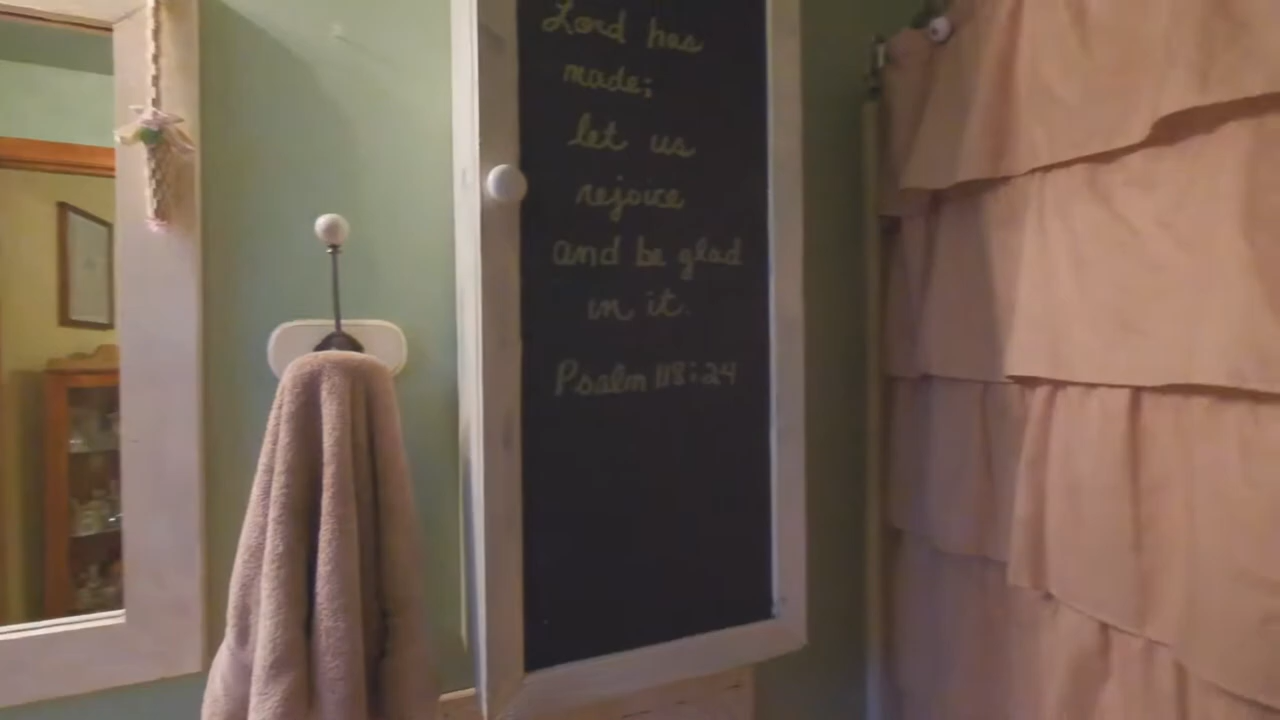 Lord has
made;
let us
rejoice
and be glad
in it.
Psalm 118:24